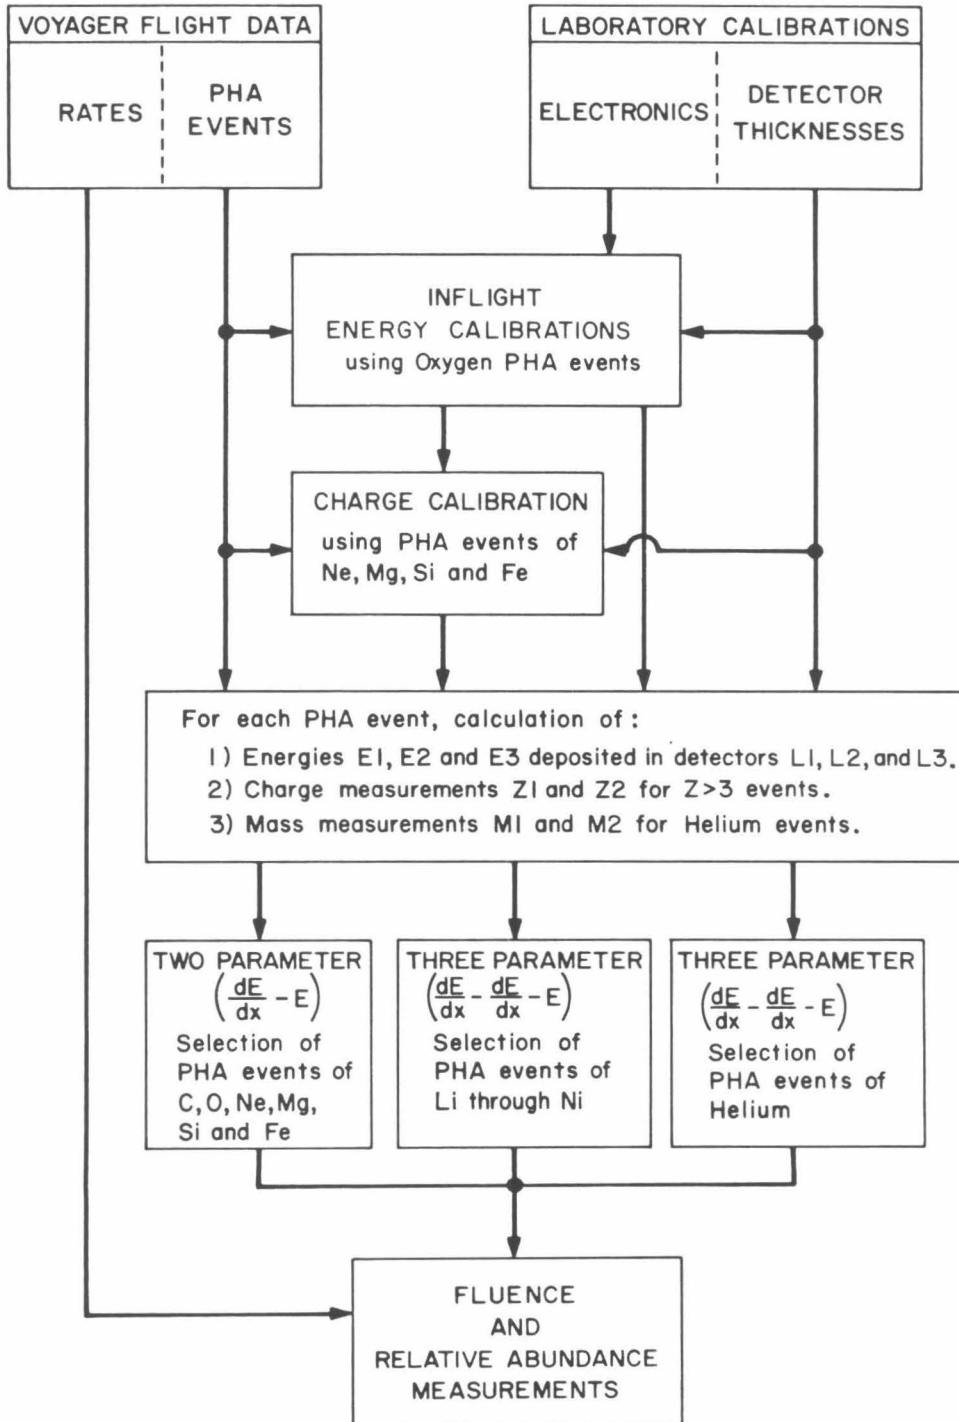 VOYAGER FLIGHT DATA
RATES
PHA
EVENTS
LABORATORY CALIBRATIONS
ELECTRONICS
DETECTOR
THICKNESSES
INFLIGHT
ENERGY CALIBRATIONS
using Oxygen PHA events
CHARGE CALIBRATION
using PHA events of
Ne, Mg, Si and Fe
For each PHA event, calculation of:
1) Energies E1, E2 and E3 deposited in detectors L1, L2, and L3.
2) Charge measurements Z1 and Z2 for Z>3 events.
3) Mass measurements M1 and M2 for Helium events.
TWO PARAMETER
(dE/dx - E)
Selection of
PHA events of
C, O, Ne, Mg,
Si and Fe
THREE PARAMETER
(dE/dx - dE/dx - E)
Selection of
PHA events of
Li through Ni
THREE PARAMETER
(dE/dx - dE/dx - E)
Selection of
PHA events of
Helium
FLUENCE
AND
RELATIVE ABUNDANCE
MEASUREMENTS